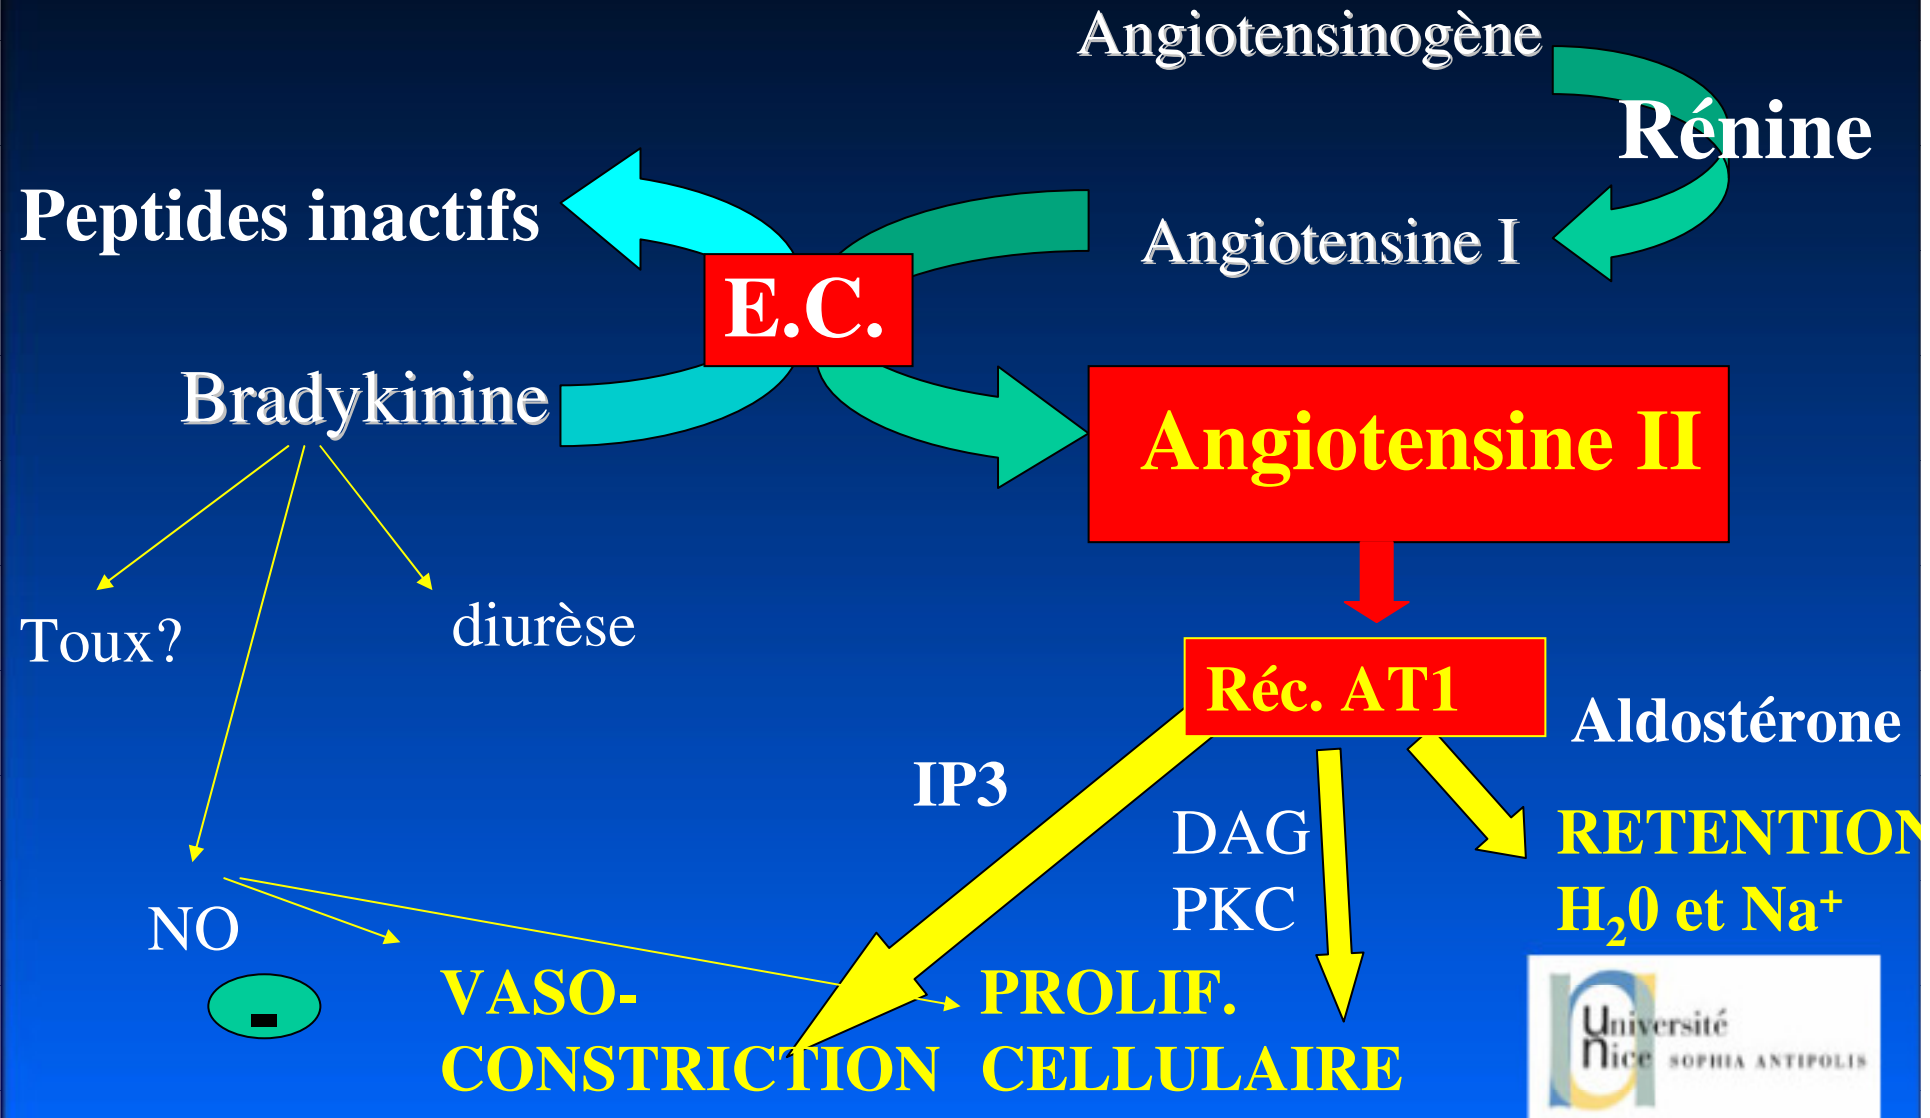 Angiotensinogène
Rénine
Peptides inactifs
Angiotensine I
E.C.
Bradykinine
Angiotensine II
Toux?
diurèse
Réc. AT1
Aldostérone
IP3
DAG
PKC
RETENTION
H₂0 et Na⁺
NO
-
VASO-
CONSTRICTION
PROLIF.
CELLULAIRE
Université
Nice SOPHIA ANTIPOLIS